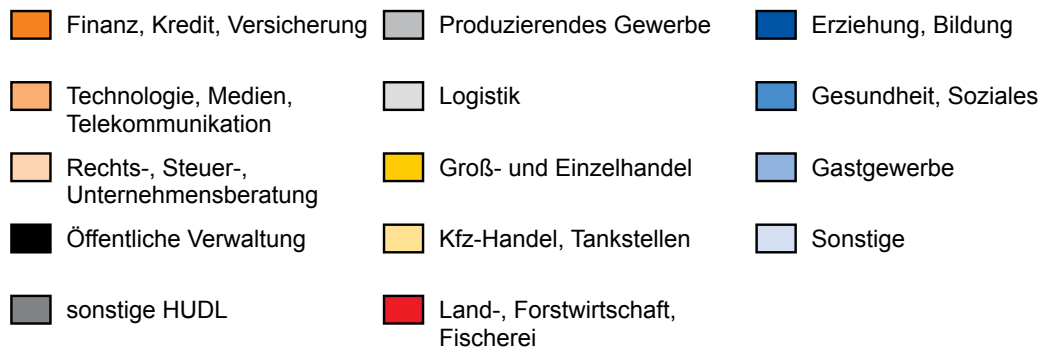 Finanz, Kredit, Versicherung
Technologie, Medien,
Telekommunikation
Rechts-, Steuer-,
Unternehmensberatung
Öffentliche Verwaltung
sonstige HUDL
Produzierendes Gewerbe
Logistik
Groß- und Einzelhandel
Kfz-Handel, Tankstellen
Land-, Forstwirtschaft,
Fischerei
Erziehung, Bildung
Gesundheit, Soziales
Gastgewerbe
Sonstige